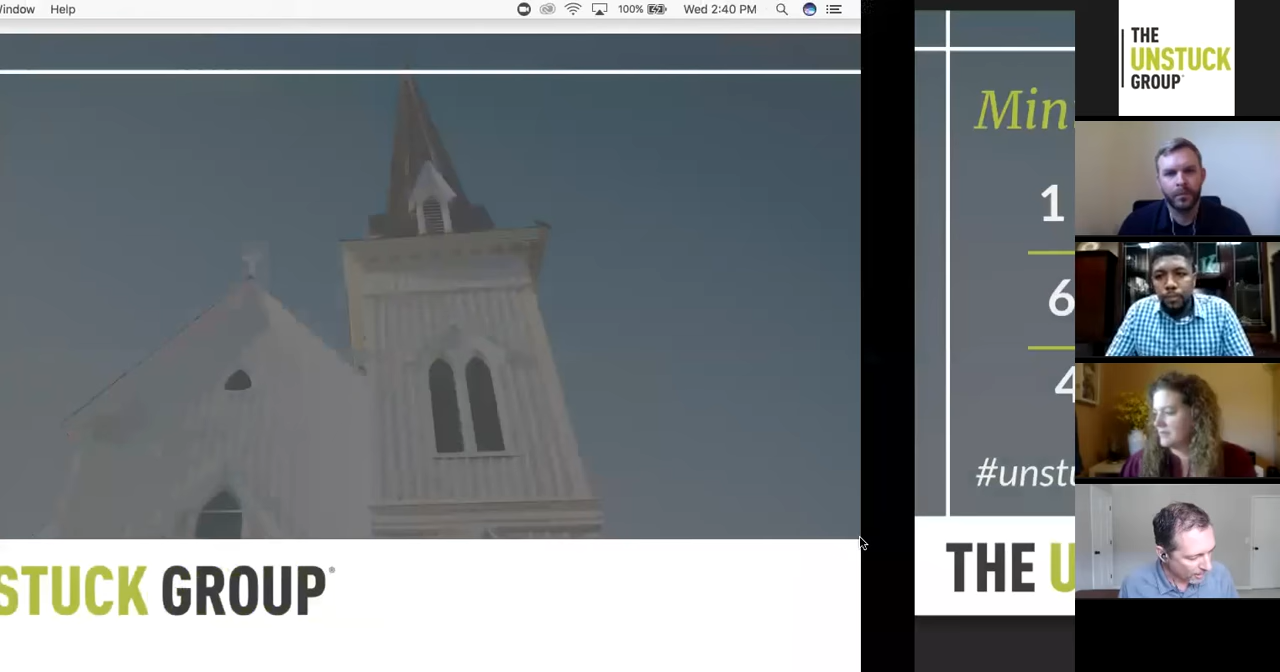 Window Help
100% Wed 2:40 PM
STUCK GROUP®
Min
1
6
4
#unstu
THE U
THE
UNSTUCK
GROUP